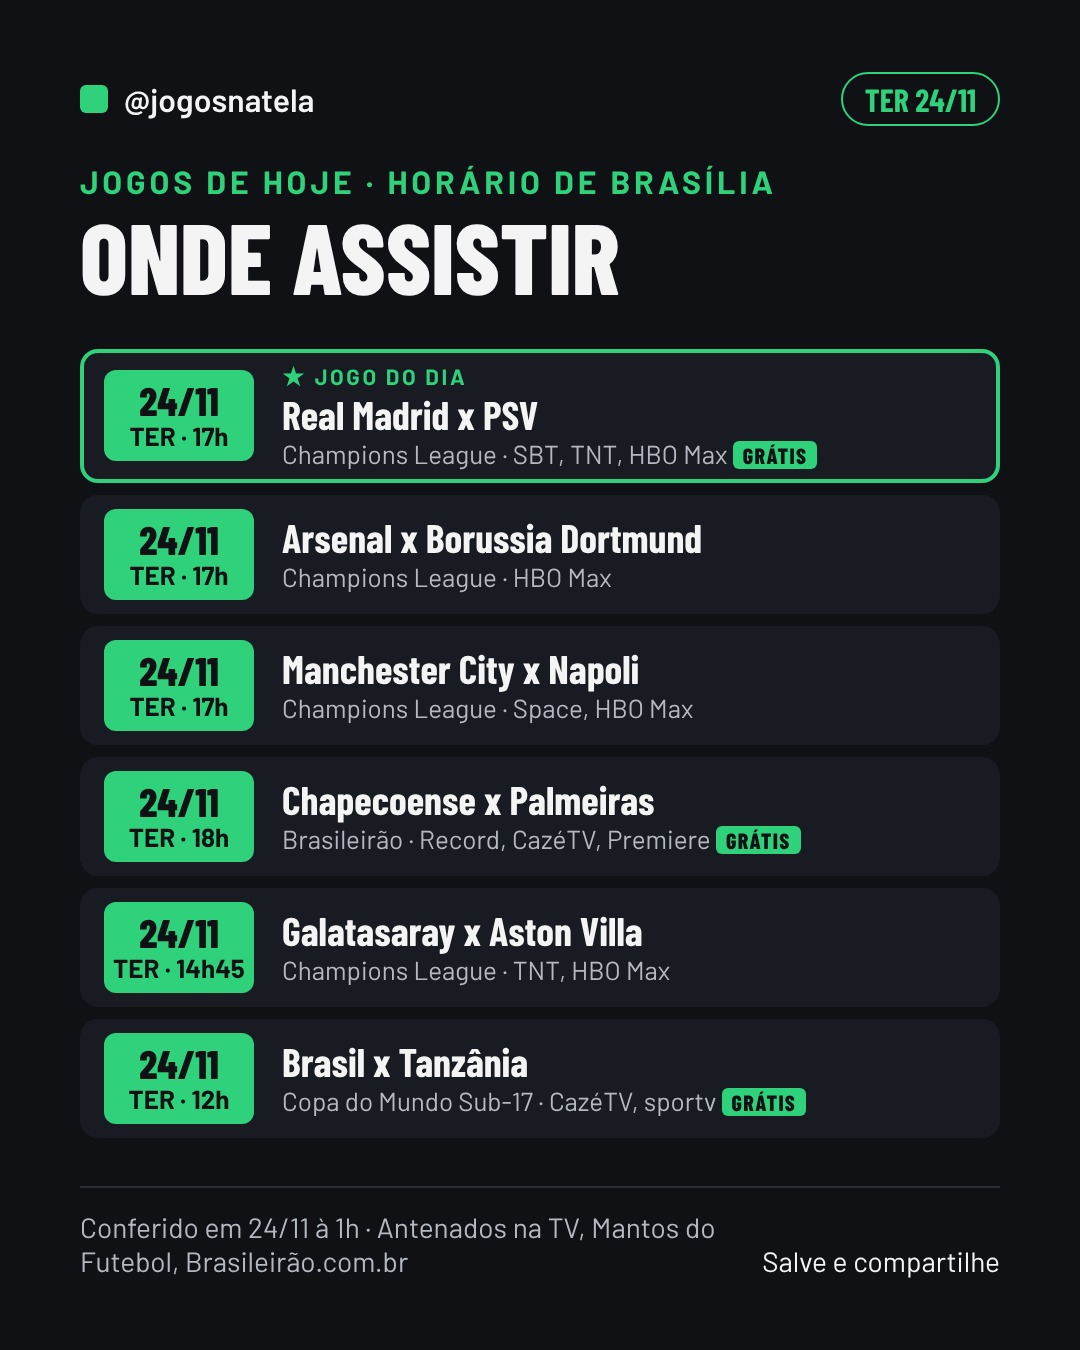 @jogosnatela
TER 24/11
JOGOS DE HOJE · HORÁRIO DE BRASÍLIA
ONDE ASSISTIR
24/11
TER · 17h
★ JOGO DO DIA
Real Madrid x PSV
Champions League · SBT, TNT, HBO Max GRÁTIS
24/11
TER · 17h
Arsenal x Borussia Dortmund
Champions League · HBO Max
24/11
TER · 17h
Manchester City x Napoli
Champions League · Space, HBO Max
24/11
TER · 18h
Chapecoense x Palmeiras
Brasileirão · Record, CazéTV, Premiere GRÁTIS
24/11
TER · 14h45
Galatasaray x Aston Villa
Champions League · TNT, HBO Max
24/11
TER · 12h
Brasil x Tanzânia
Copa do Mundo Sub-17 · CazéTV, sportv GRÁTIS
Conferido em 24/11 à 1h · Antenados na TV, Mantos do
Futebol, Brasileirão.com.br
Salve e compartilhe